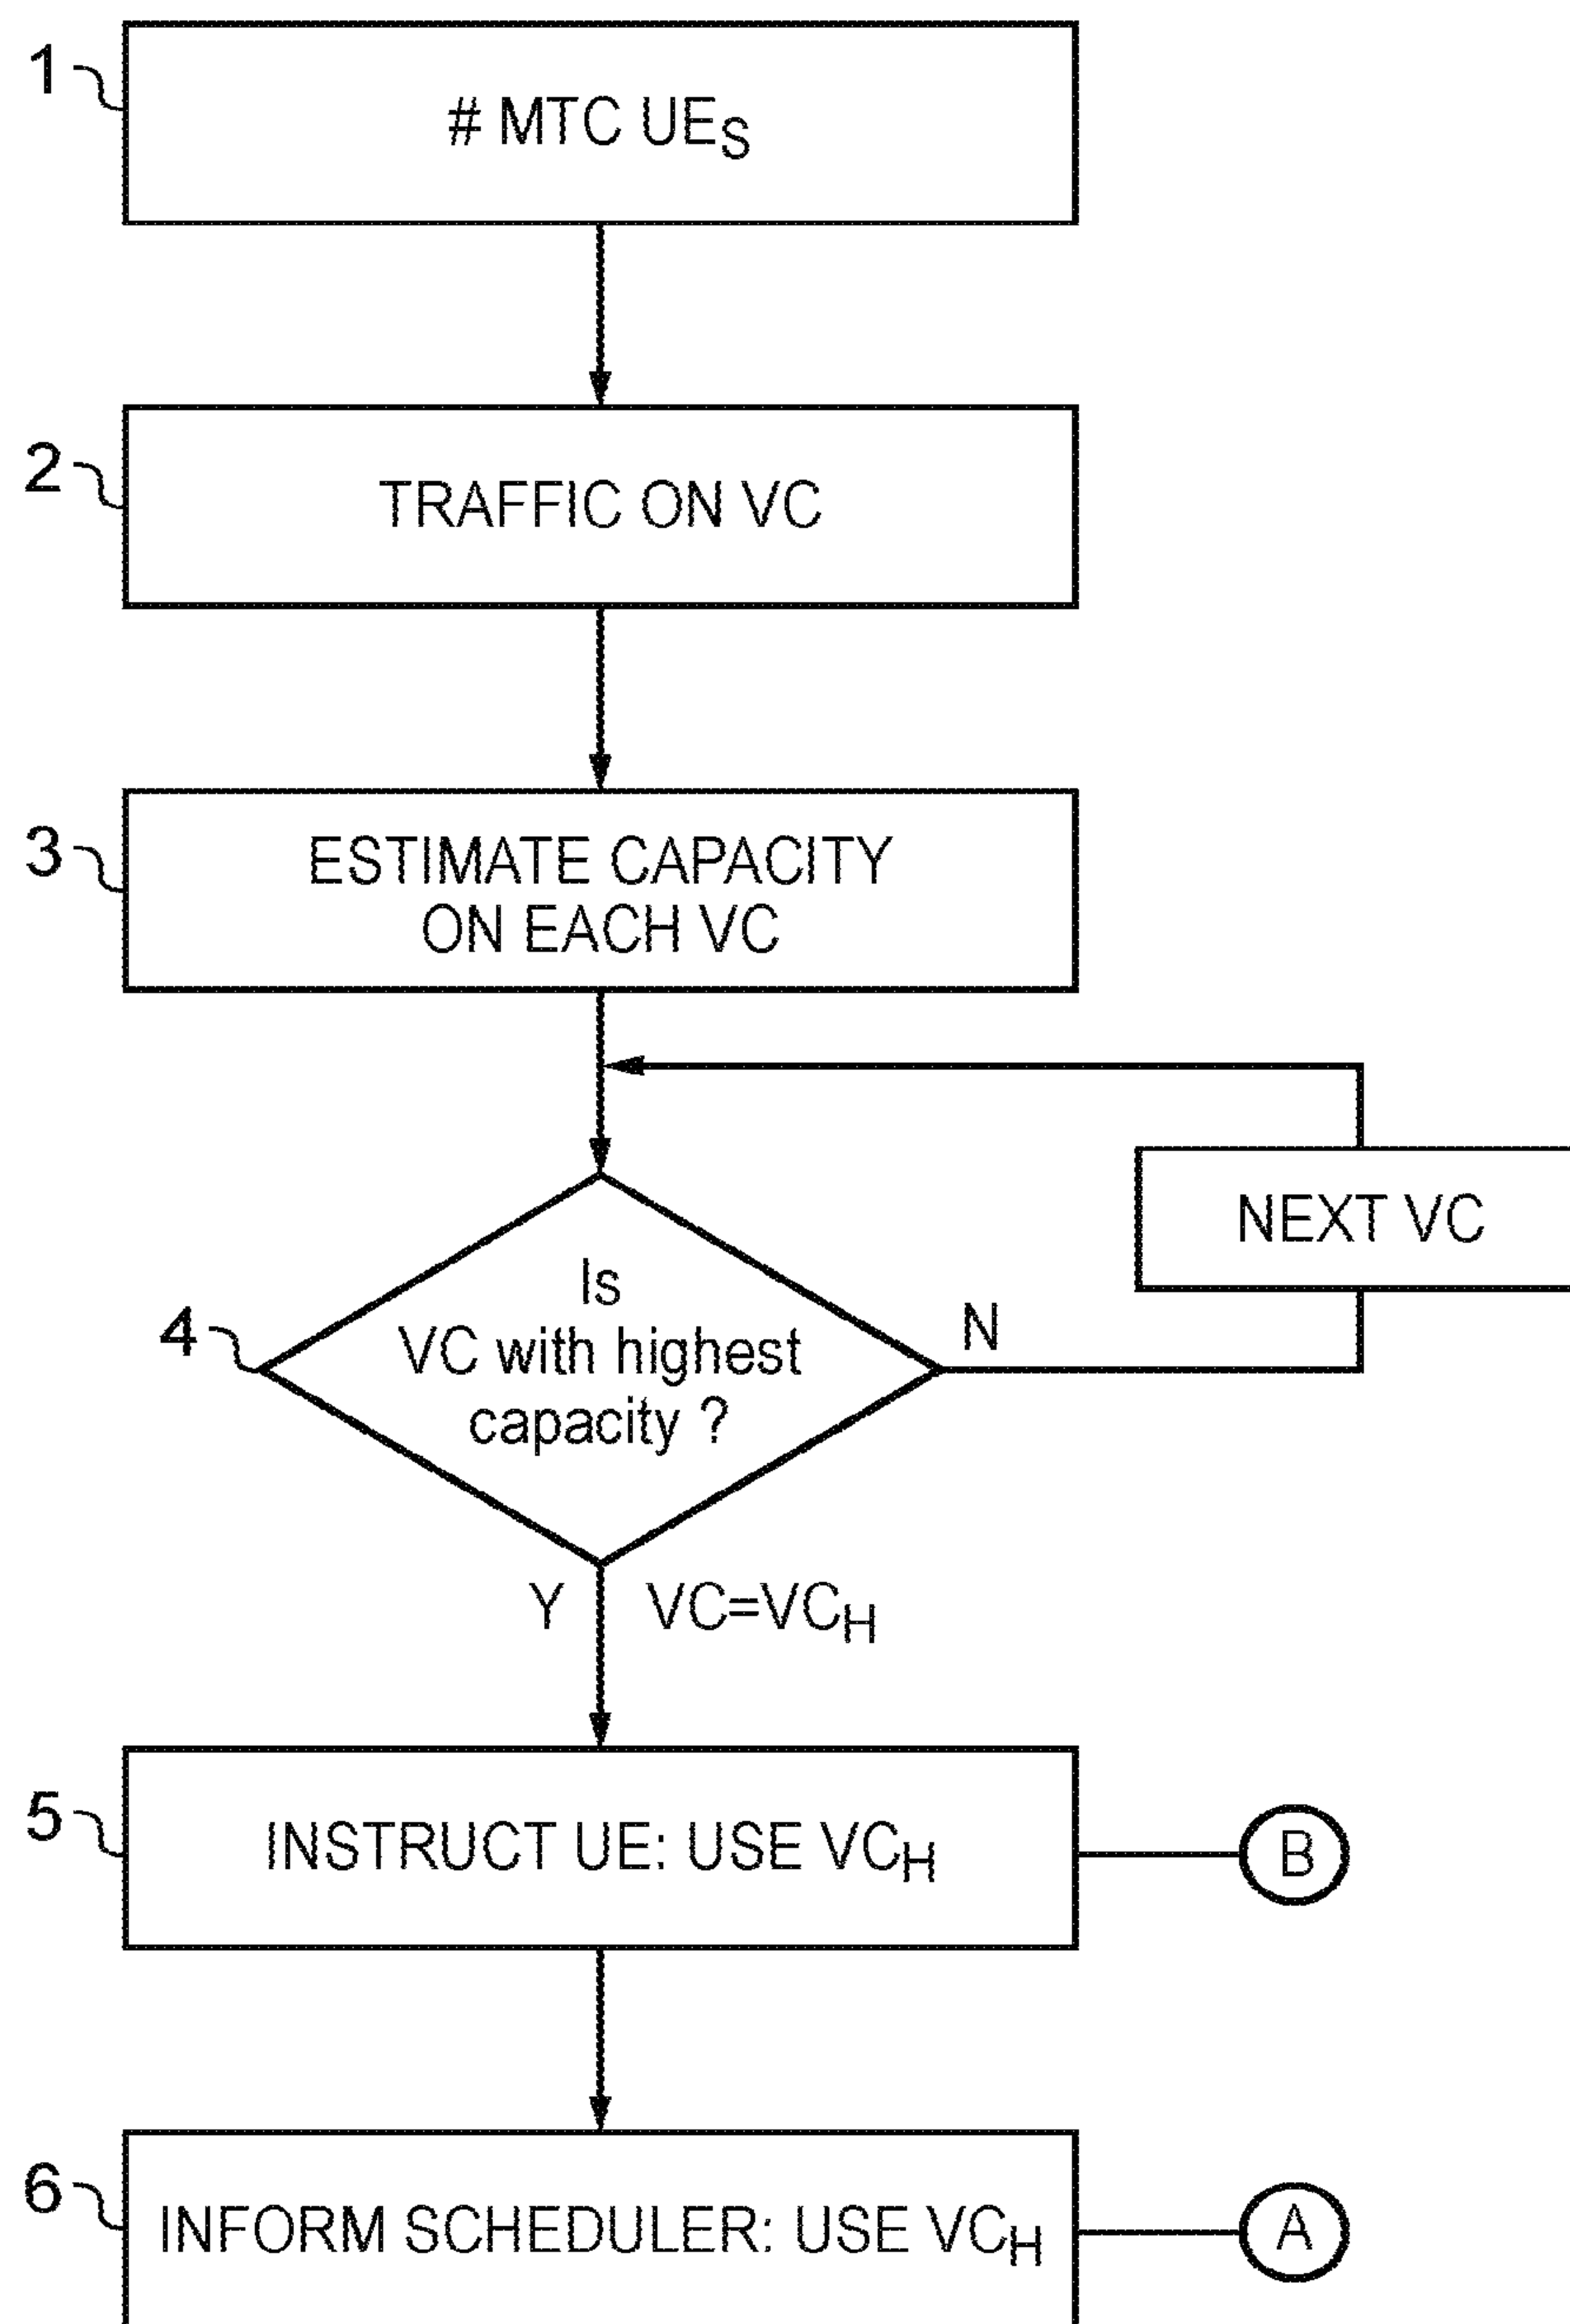 1
# MTC UES
2
TRAFFIC ON VC
3
ESTIMATE CAPACITY
ON EACH VC
NEXT VC
4
Is
VC with highest
capacity ?
N
Y
VC=VCH
5
INSTRUCT UE: USE VCH
B
6
INFORM SCHEDULER: USE VCH
A